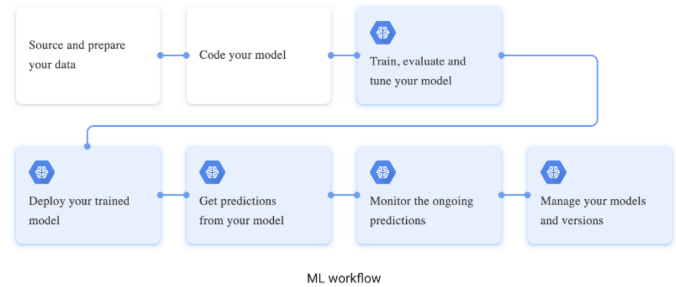 Source and prepare
your data
Code your model
Train, evaluate and
tune your model
Deploy your trained
model
Get predictions
from your model
Monitor the ongoing
predictions
Manage your models
and versions
ML workflow